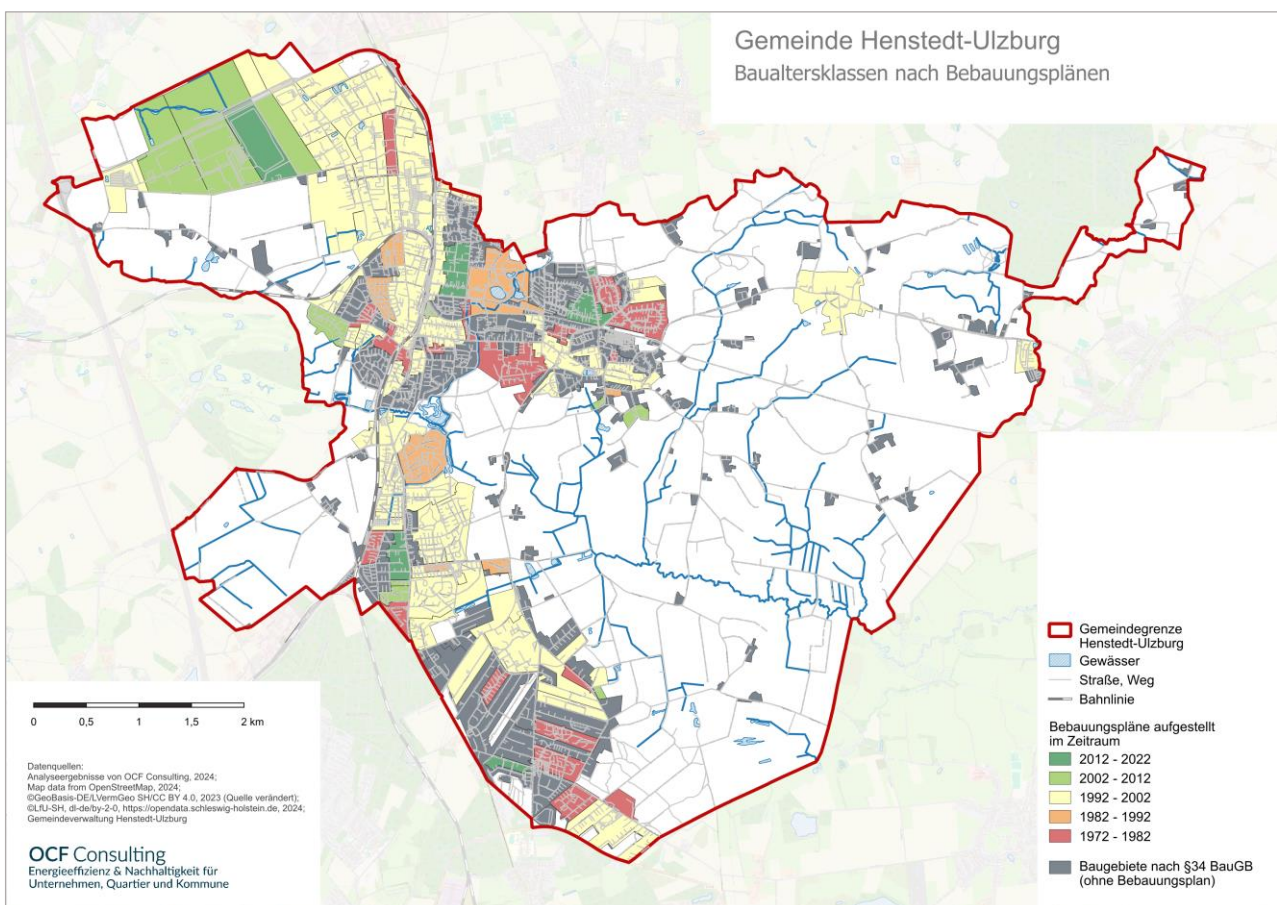 Gemeinde Henstedt-Ulzburg
Baualtersklassen nach Bebauungsplänen
Gemeindegrenze
Henstedt-Ulzburg
Gewässer
Straße, Weg
Bahnlinie
Bebauungspläne aufgestellt
im Zeitraum
2012 - 2022
2002 - 2012
1992 - 2002
1982 - 1992
1972 - 1982
Baugebiete nach §34 BauGB
(ohne Bebauungsplan)
0 0,5 1 1,5 2 km
Datenquellen:
Analyseergebnisse von OCF Consulting, 2024;
Map data from OpenStreetMap, 2024;
©GeoBasis-DE/LVermGeo SH/CC BY 4.0, 2023 (Quelle verändert);
©LfU-SH, dl-de/by-2-0, https://opendata.schleswig-holstein.de, 2024;
Gemeindeverwaltung Henstedt-Ulzburg
OCF Consulting
Energieeffizienz & Nachhaltigkeit für
Unternehmen, Quartier und Kommune